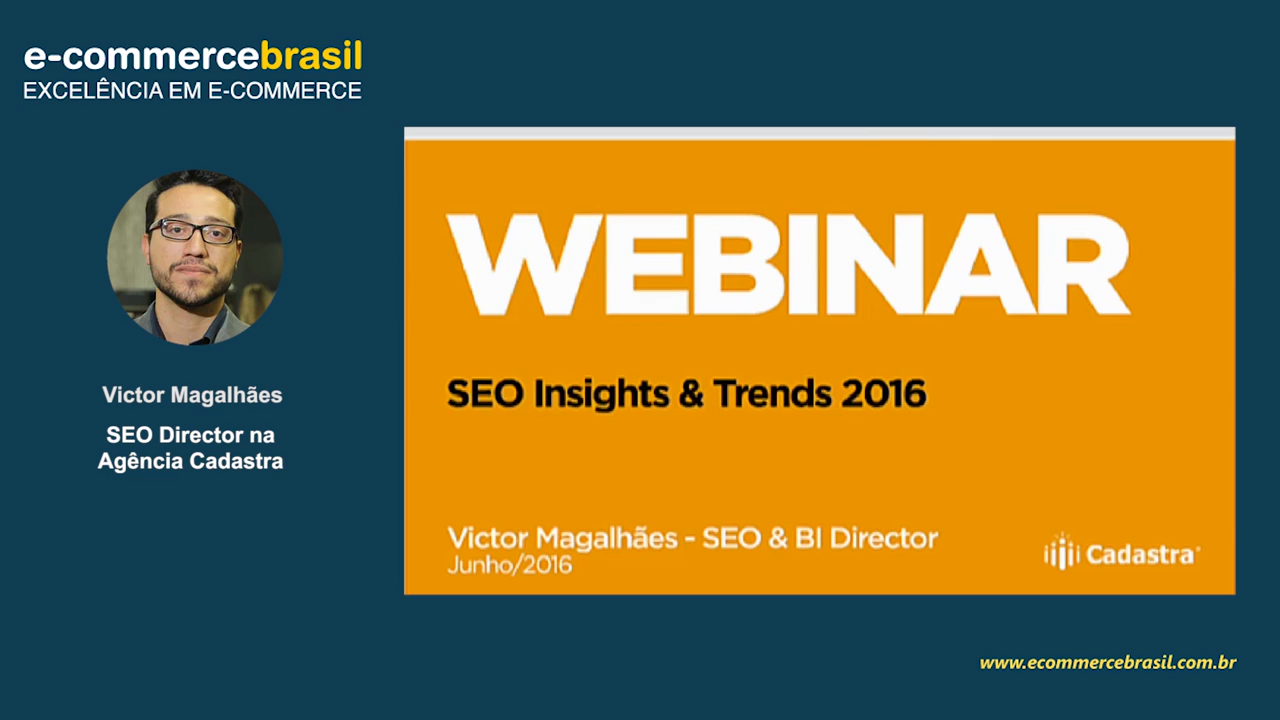 e-commercebrasil
EXCELÊNCIA EM E-COMMERCE
Victor Magalhães
SEO Director na
Agência Cadastra
WEBINAR
SEO Insights & Trends 2016
Victor Magalhães - SEO & BI Director
Junho/2016
Cadastra
www.ecommercebrasil.com.br